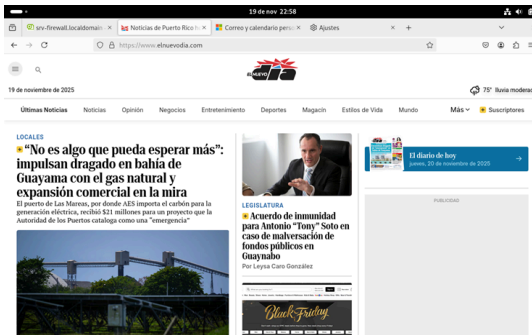 19 de nov 22:58
srv-firewall.localdomain
Noticias de Puerto Rico
Correo y calendario pers
Ajustes
https://www.elnuevodia.com
EL NUEVO
día
19 de noviembre de 2025
75° lluvia moderad
Últimas Noticias
Noticias
Opinión
Negocios
Entretenimiento
Deportes
Magacín
Estilos de Vida
Mundo
Más
Suscriptores
LOCALES
“No es algo que pueda esperar más”:
impulsan dragado en bahía de
Guayama con el gas natural y
expansión comercial en la mira
El puerto de Las Mareas, por donde AES importa el carbón para la
generación eléctrica, recibió $21 millones para un proyecto que la
Autoridad de los Puertos cataloga como una “emergencia”
LEGISLATURA
Acuerdo de inmunidad
para Antonio “Tony” Soto en
caso de malversación de
fondos públicos en
Guaynabo
Por Leysa Caro González
Black Friday
El diario de hoy
jueves, 20 de noviembre de 2025
PUBLICIDAD